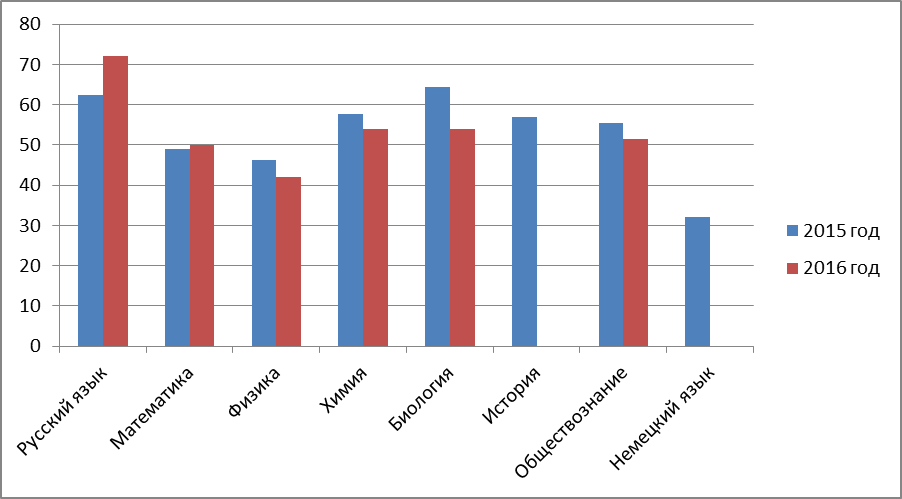 80
70
60
50
40
30
20
10
0
Русский язык
Математика
Физика
Химия
Биология
История
Обществознание
Немецкий язык
2015 год
2016 год